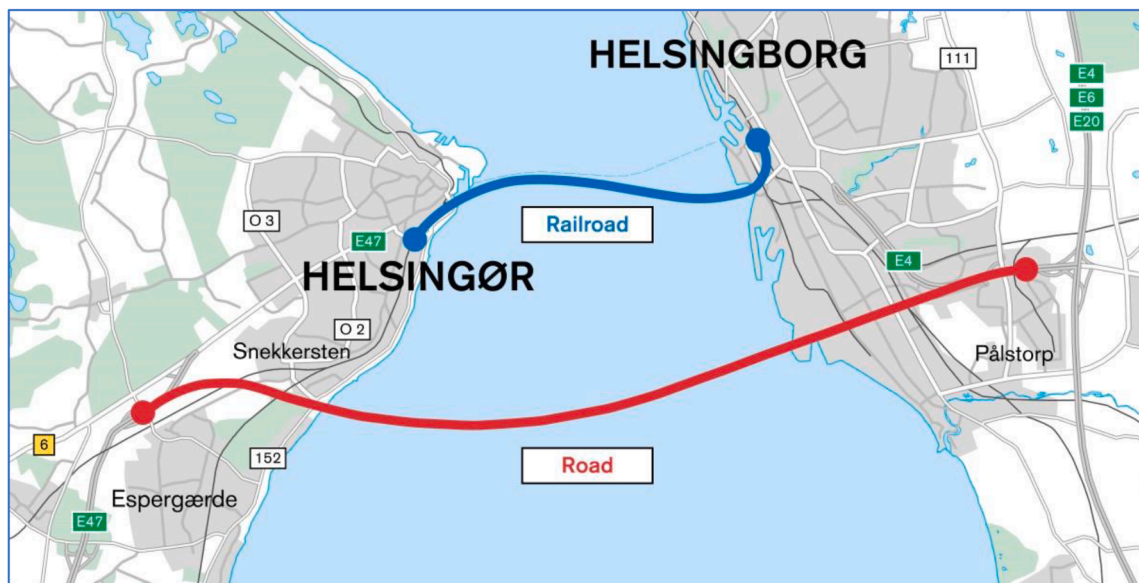 HELSINGBORG
111
E4
E6
E20
O 3
Railroad
E47
HELSINGØR
E4
O 2
Snekkersten
Pålstorp
6
152
Road
Espergærde
E47